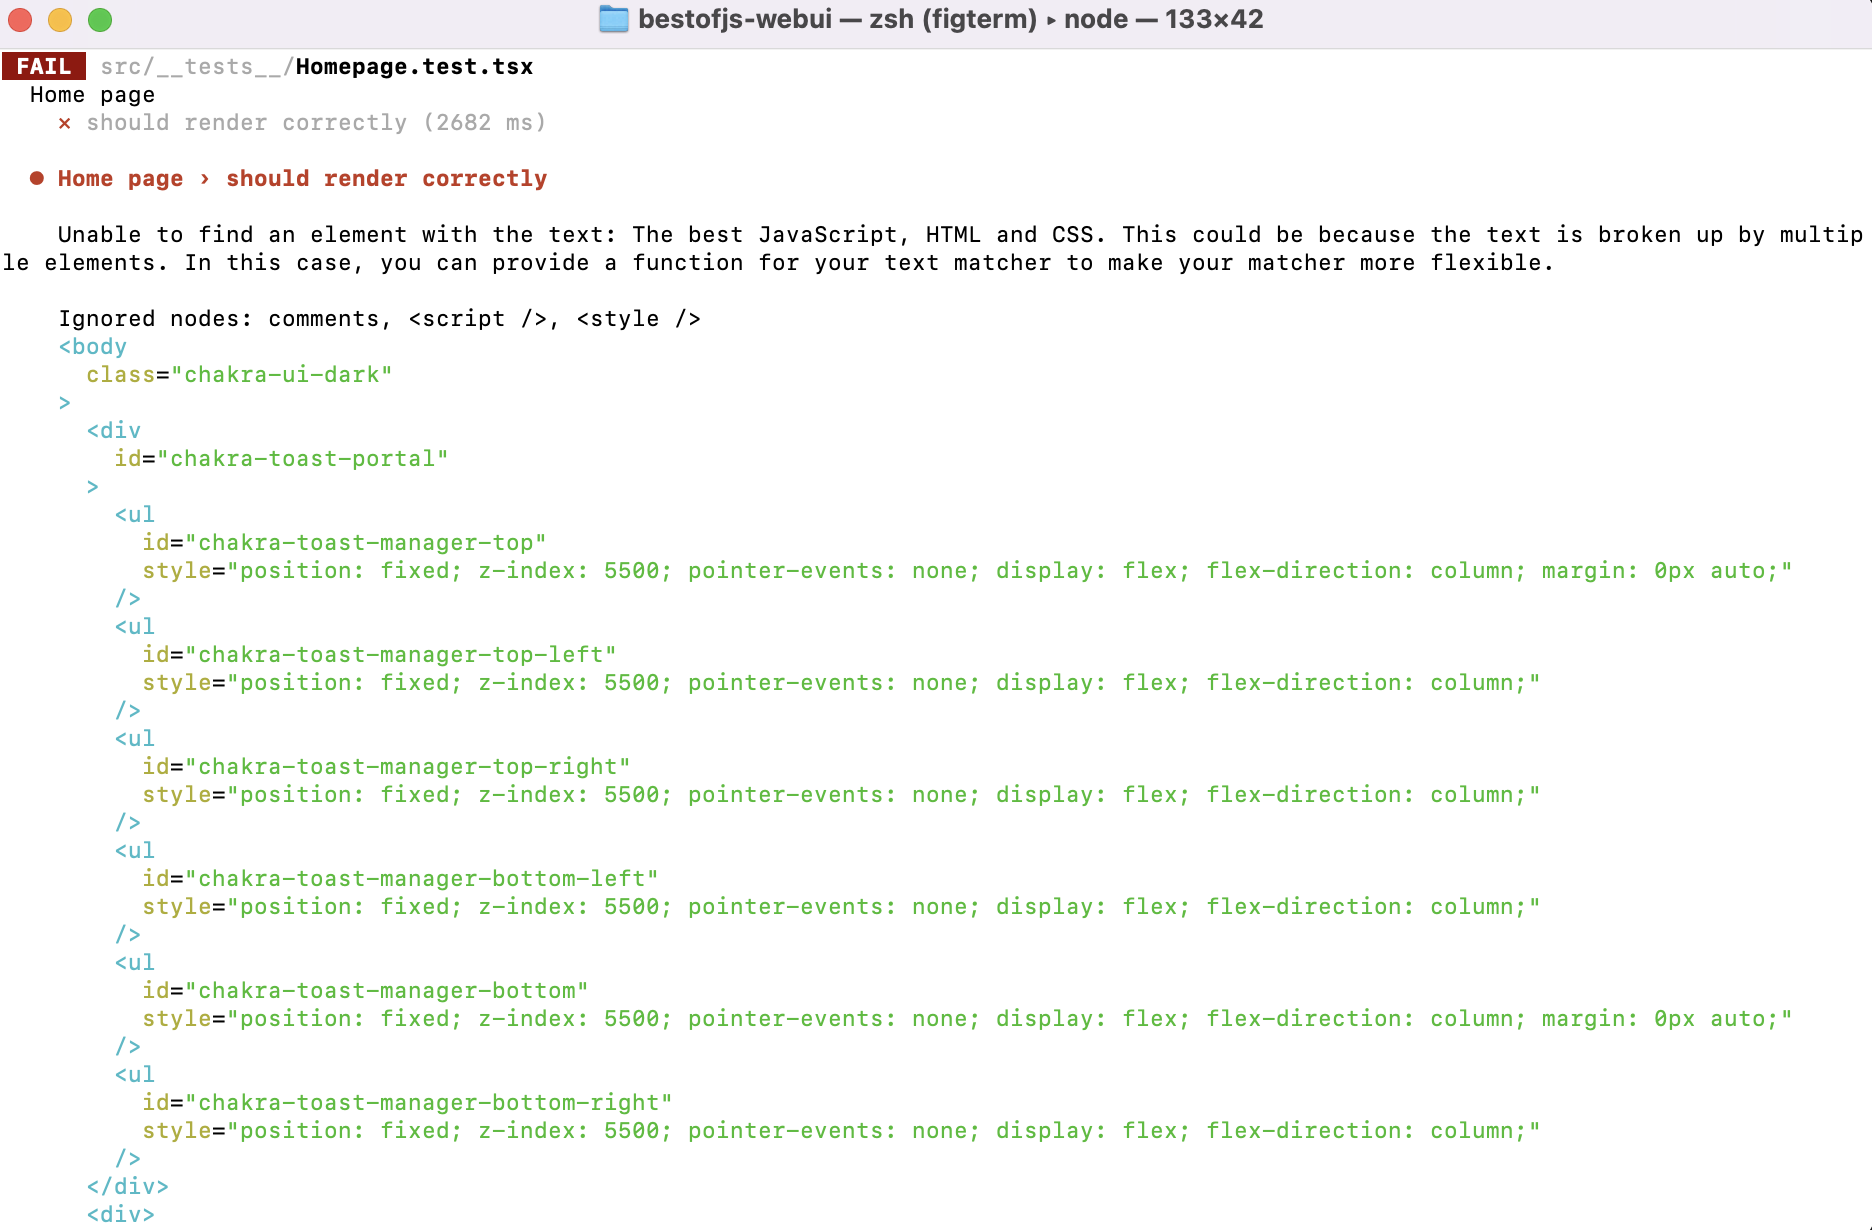 bestofjs-webui — zsh (figterm) ▸ node — 133×42
FAIL src/__tests__/Homepage.test.tsx
Home page
✕ should render correctly (2682 ms)
● Home page › should render correctly
Unable to find an element with the text: The best JavaScript, HTML and CSS. This could be because the text is broken up by multip
le elements. In this case, you can provide a function for your text matcher to make your matcher more flexible.
Ignored nodes: comments, <script />, <style />
<body
class="chakra-ui-dark"
>
<div
id="chakra-toast-portal"
>
<ul
id="chakra-toast-manager-top"
style="position: fixed; z-index: 5500; pointer-events: none; display: flex; flex-direction: column; margin: 0px auto;"
/>
<ul
id="chakra-toast-manager-top-left"
style="position: fixed; z-index: 5500; pointer-events: none; display: flex; flex-direction: column;"
/>
<ul
id="chakra-toast-manager-top-right"
style="position: fixed; z-index: 5500; pointer-events: none; display: flex; flex-direction: column;"
/>
<ul
id="chakra-toast-manager-bottom-left"
style="position: fixed; z-index: 5500; pointer-events: none; display: flex; flex-direction: column;"
/>
<ul
id="chakra-toast-manager-bottom"
style="position: fixed; z-index: 5500; pointer-events: none; display: flex; flex-direction: column; margin: 0px auto;"
/>
<ul
id="chakra-toast-manager-bottom-right"
style="position: fixed; z-index: 5500; pointer-events: none; display: flex; flex-direction: column;"
/>
</div>
<div>